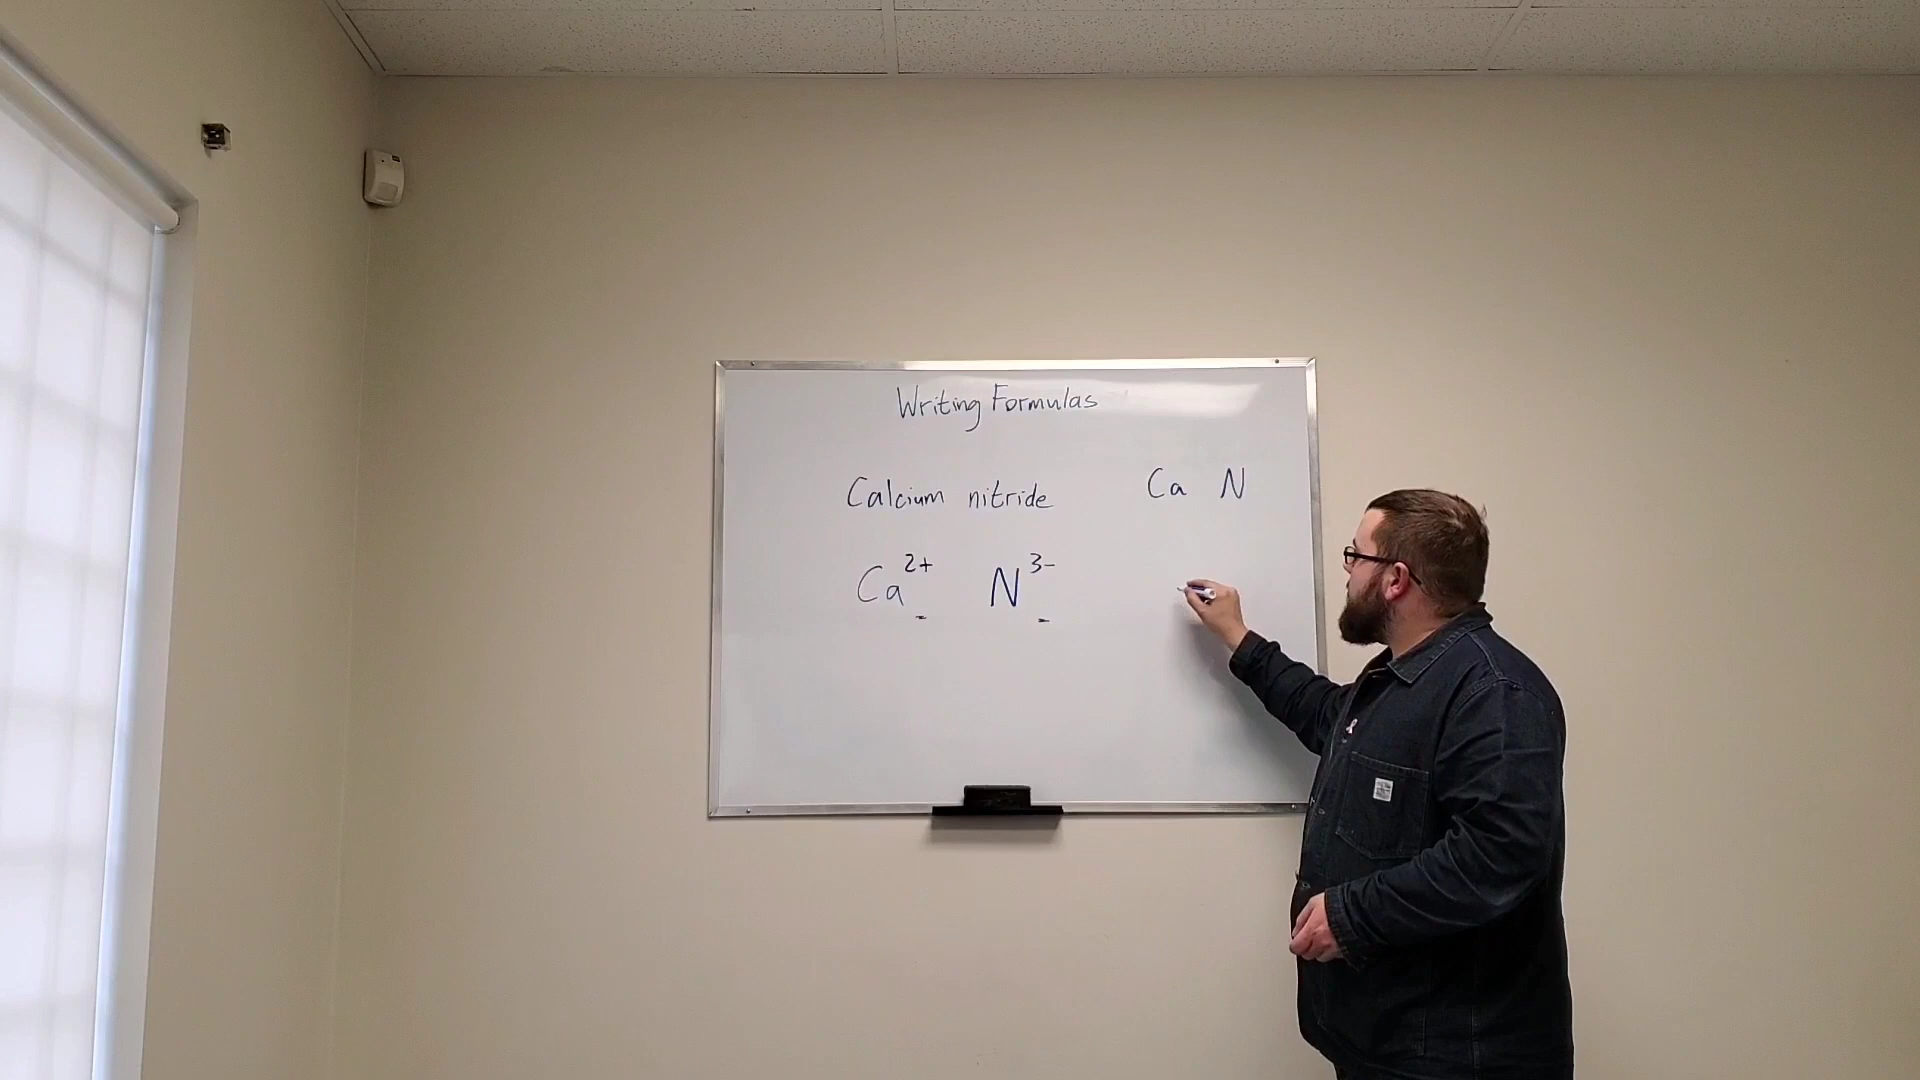 Writing Formulas
Calcium nitride Ca N
Ca²⁺ N³⁻